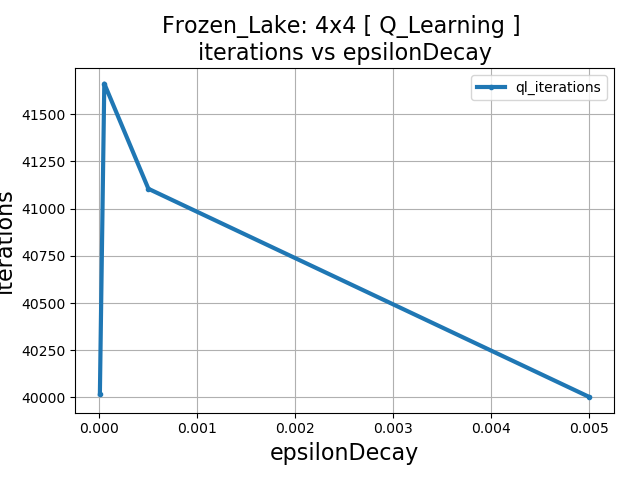 Frozen_Lake: 4x4 [ Q_Learning ]
iterations vs epsilonDecay
ql_iterations
41500
41250
41000
40750
40500
40250
40000
iterations
0.000 0.001 0.002 0.003 0.004 0.005
epsilonDecay